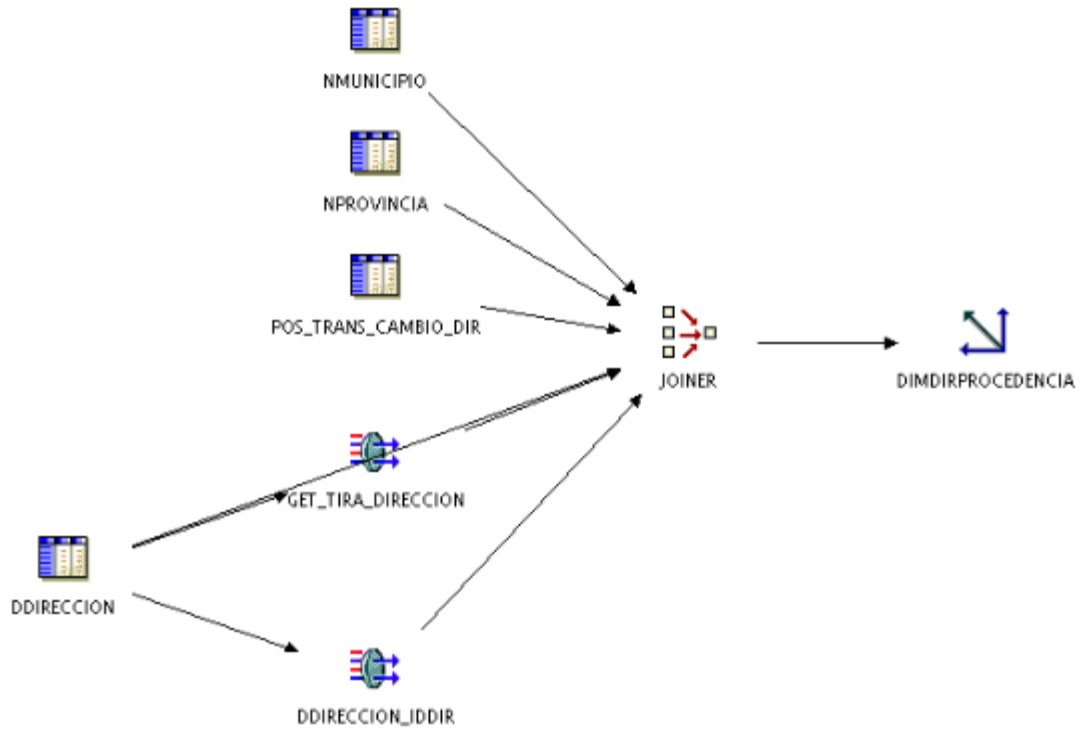 NMUNICIPIO
NPROVINCIA
POS_TRANS_CAMBIO_DIR
JOINER
DIMDIRPROCEDENCIA
GET_TIRA_DIRECCION
DDIRECCION
DDIRECCION_IDDIR